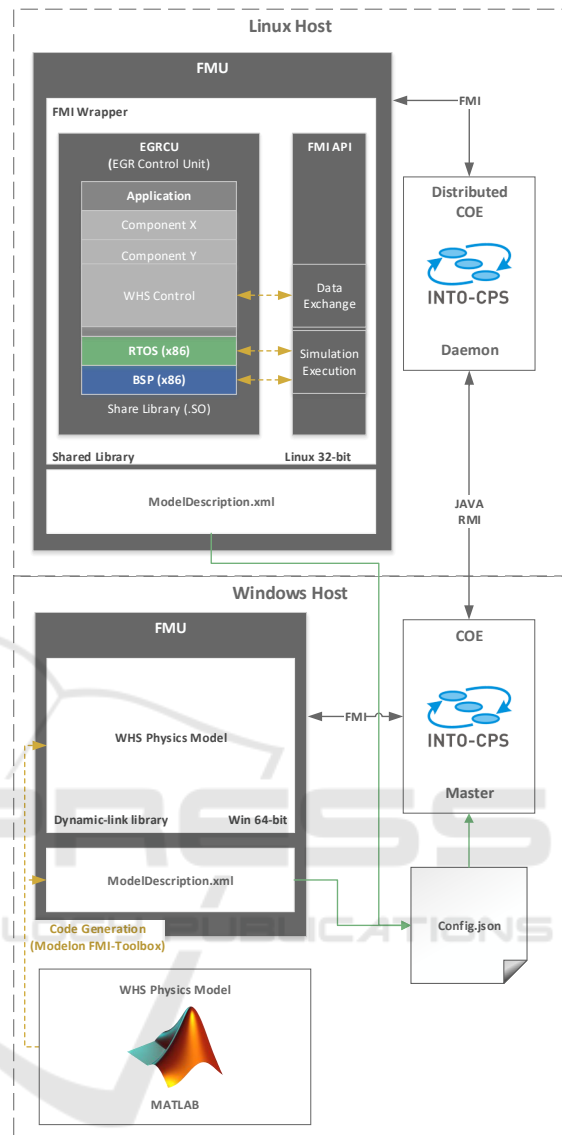 Linux Host
FMU
FMI Wrapper
EGRCU
(EGR Control Unit)
Application
Component X
Component Y
WHS Control
RTOS (x86)
BSP (x86)
Share Library (.SO)
FMI API
Data
Exchange
Simulation
Execution
Shared Library
Linux 32-bit
ModelDescription.xml
FMI
Distributed
COE
INTO-CPS
Daemon
JAVA
RMI
Windows Host
FMU
WHS Physics Model
Dynamic-link library
Win 64-bit
ModelDescription.xml
FMI
COE
INTO-CPS
Master
Config.json
Code Generation
(Modelon FMI-Toolbox)
WHS Physics Model
MATLAB
PRESS
PUBLICATIONS